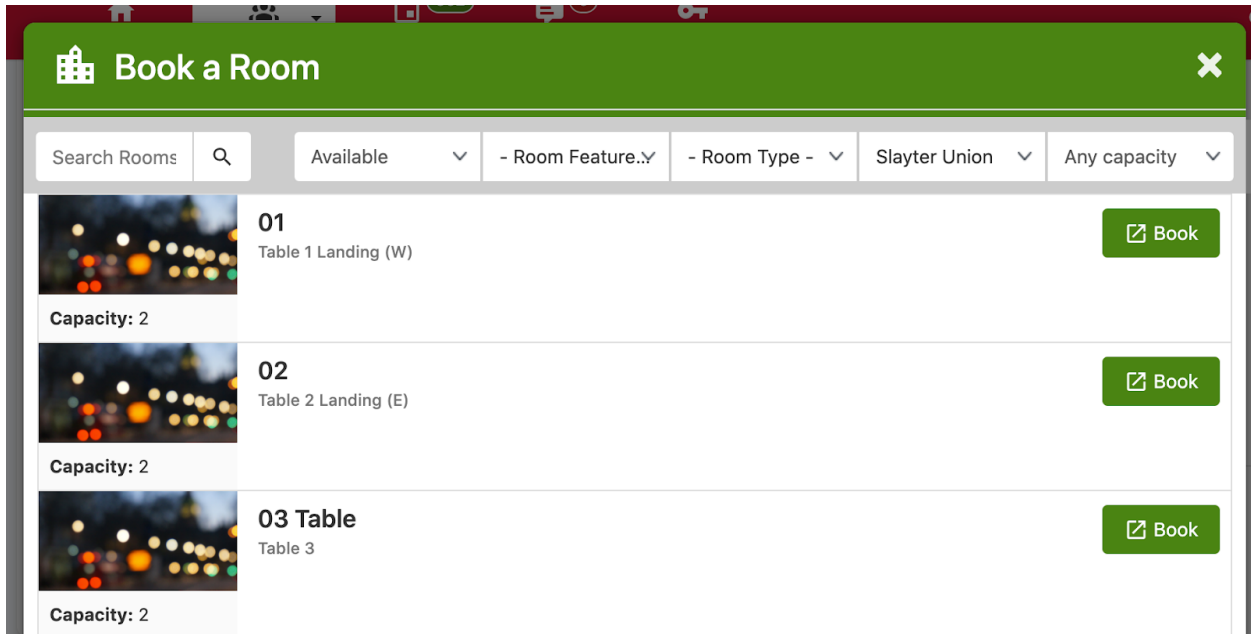 Book a Room
Search Rooms
Available
- Room Feature...
- Room Type -
Slayter Union
Any capacity
01
Table 1 Landing (W)
Book
Capacity: 2
02
Table 2 Landing (E)
Book
Capacity: 2
03 Table
Table 3
Book
Capacity: 2